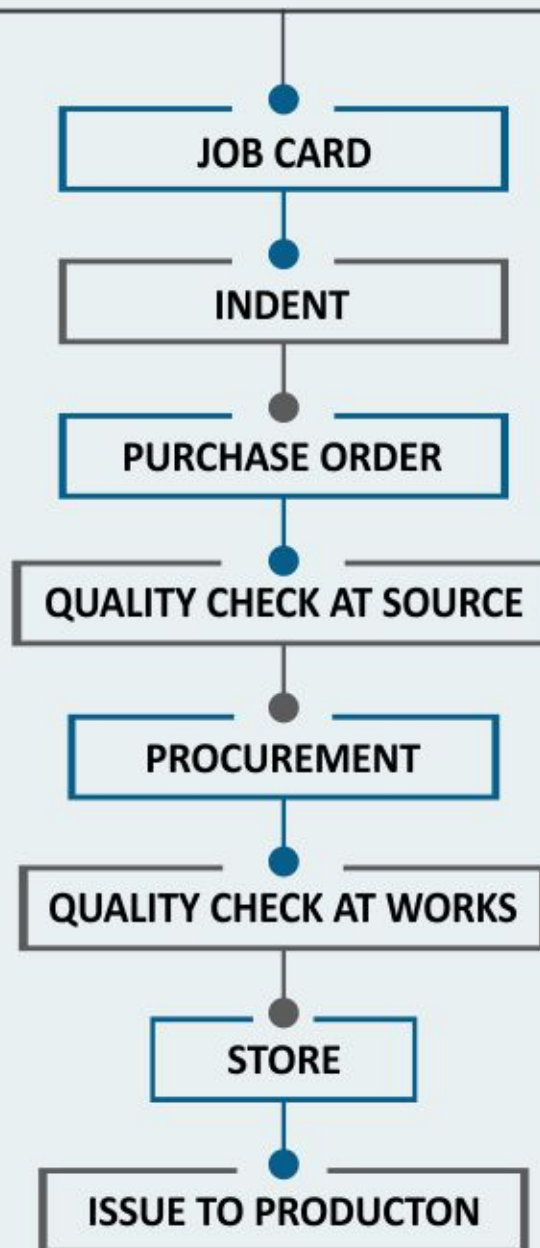 JOB CARD
INDENT
PURCHASE ORDER
QUALITY CHECK AT SOURCE
PROCUREMENT
QUALITY CHECK AT WORKS
STORE
ISSUE TO PRODUCTON